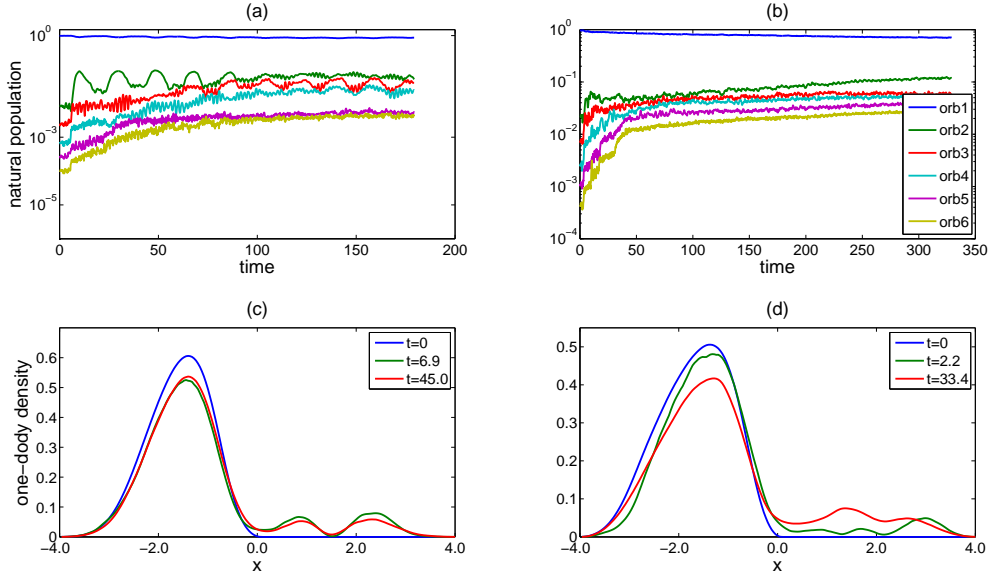 (a)
10^0
10^-3
10^-5
natural population
0 50 100 150 200
time
(b)
10^0
10^-1
10^-2
10^-3
10^-4
orb1
orb2
orb3
orb4
orb5
orb6
0 50 100 150 200 250 300 350
time
(c)
t=0
t=6.9
t=45.0
0.6
0.5
0.4
0.3
0.2
0.1
0
one-dody density
-4.0 -2.0 0.0 2.0 4.0
x
(d)
t=0
t=2.2
t=33.4
0.5
0.4
0.3
0.2
0.1
0
-4.0 -2.0 0.0 2.0 4.0
x